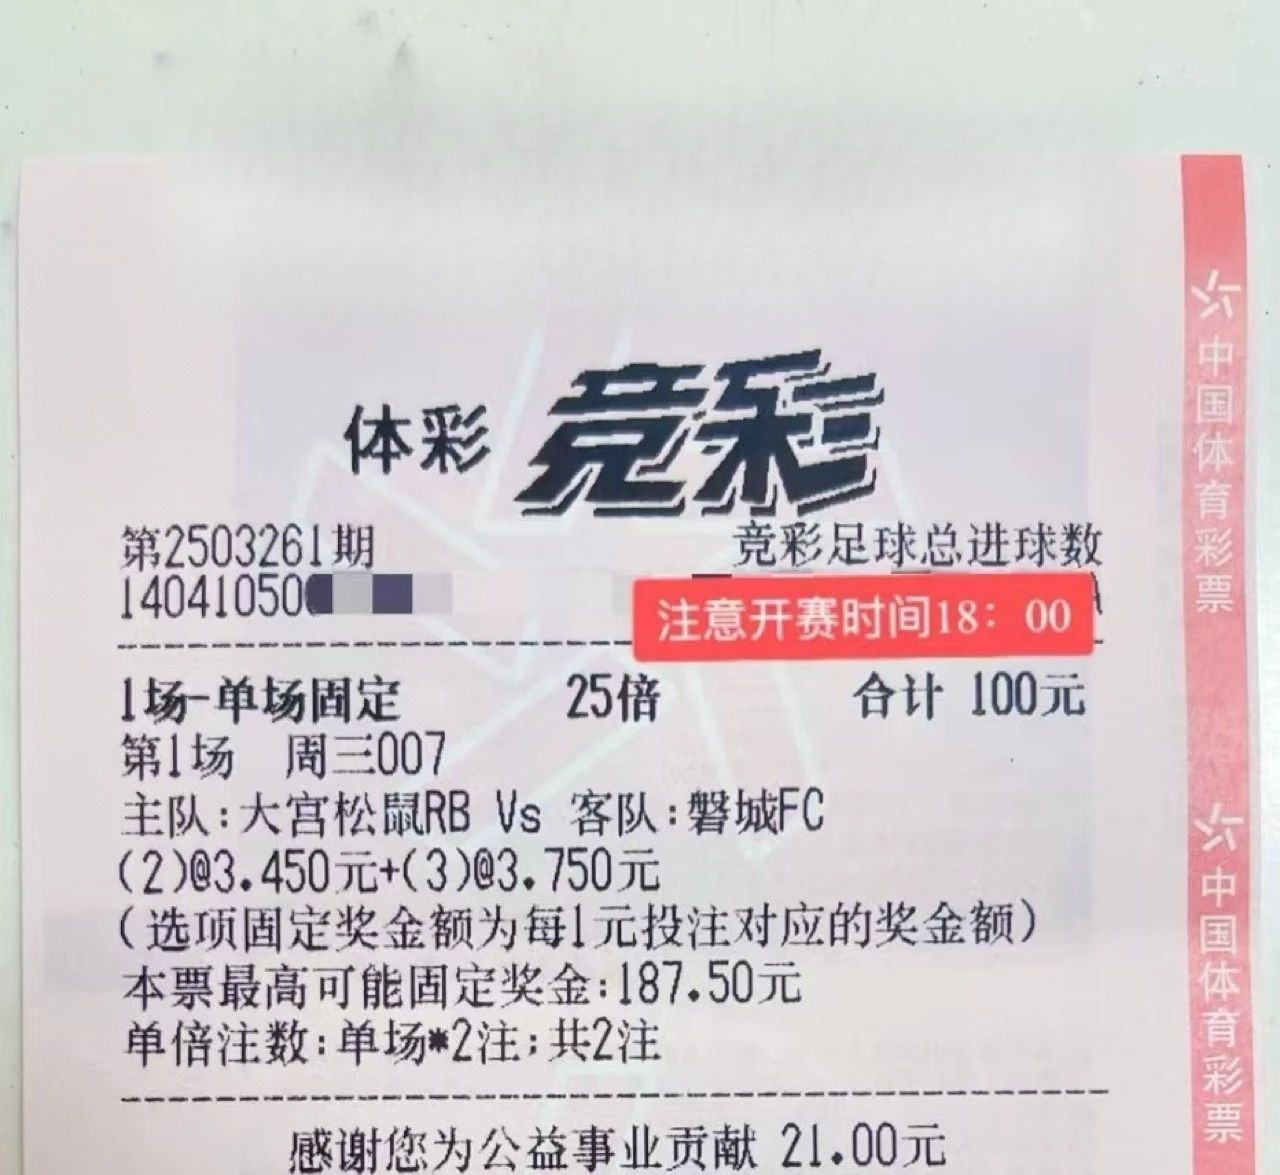 体彩 竞彩
第2503261期 竞彩足球总进球数
140410500
注意开赛时间18：00
1场-单场固定 25倍 合计 100元
第1场 周三007
主队:大宫松鼠RB Vs 客队:磐城FC
(2)@3.450元+(3)@3.750元
(选项固定奖金额为每1元投注对应的奖金额)
本票最高可能固定奖金:187.50元
单倍注数:单场*2注;共2注
感谢您为公益事业贡献 21.00元
中国体育彩票
中国体育彩票